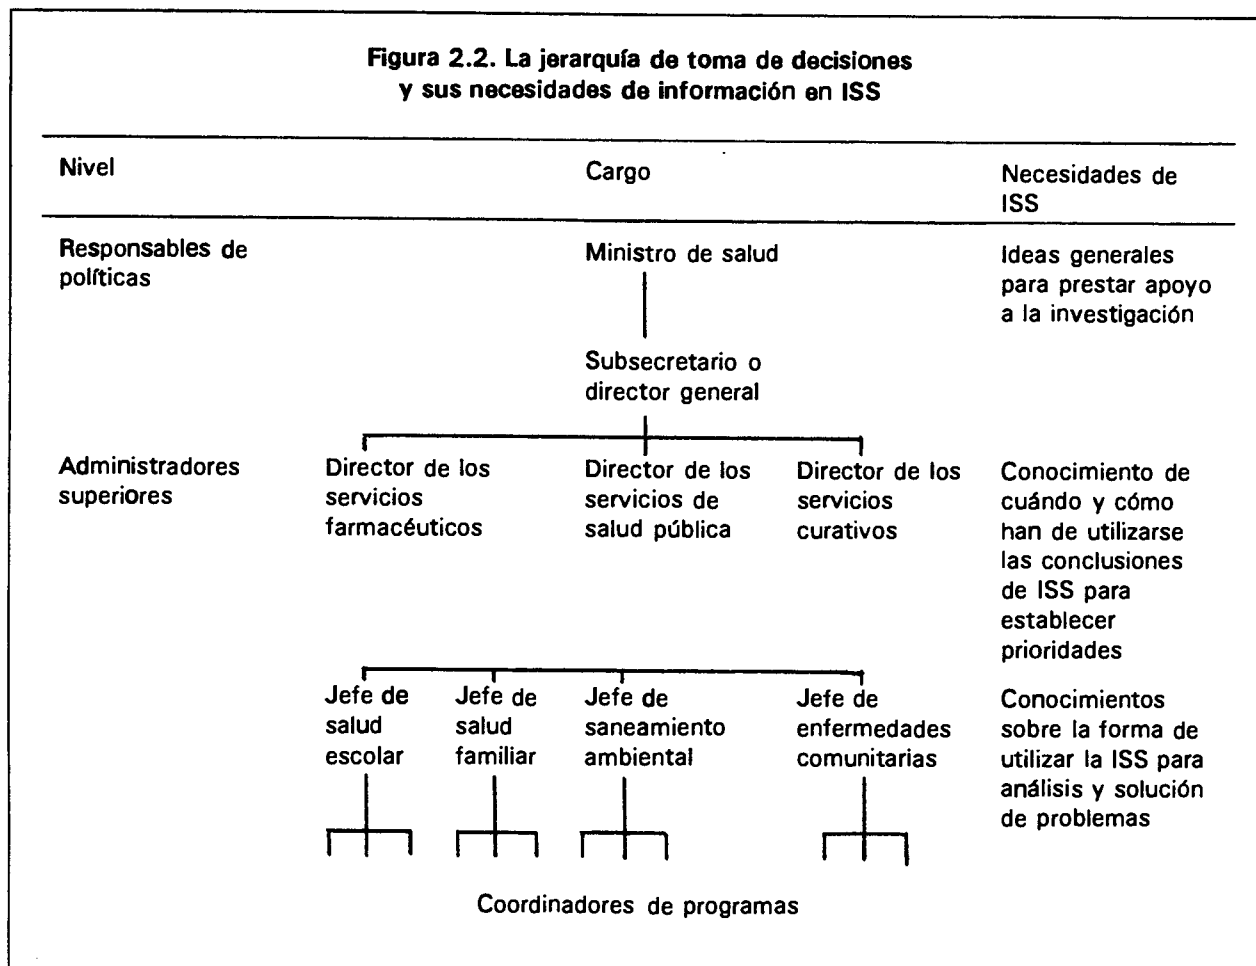 Figura 2.2. La jerarquía de toma de decisiones
y sus necesidades de información en ISS
Nivel
Cargo
Necesidades de
ISS
Responsables de
políticas
Ministro de salud
Ideas generales
para prestar apoyo
a la investigación
Subsecretario o
director general
Administradores
superiores
Director de los
servicios
farmacéuticos
Director de los
servicios de
salud pública
Director de los
servicios
curativos
Conocimiento de
cuándo y cómo
han de utilizarse
las conclusiones
de ISS para
establecer
prioridades
Jefe de
salud
escolar
Jefe de
salud
familiar
Jefe de
saneamiento
ambiental
Jefe de
enfermedades
comunitarias
Conocimientos
sobre la forma de
utilizar la ISS para
análisis y solución
de problemas
Coordinadores de programas